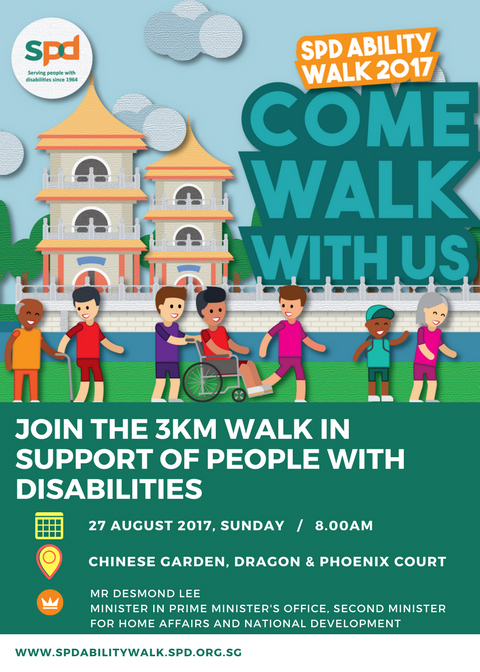 spd
Serving people with
disabilities since 1964
SPD ABILITY
WALK 2017
COME
WALK
WITH US
JOIN THE 3KM WALK IN
SUPPORT OF PEOPLE WITH
DISABILITIES
27 AUGUST 2017, SUNDAY / 8.00AM
CHINESE GARDEN, DRAGON & PHOENIX COURT
MR DESMOND LEE
MINISTER IN PRIME MINISTER'S OFFICE, SECOND MINISTER
FOR HOME AFFAIRS AND NATIONAL DEVELOPMENT
WWW.SPDABILITYWALK.SPD.ORG.SG